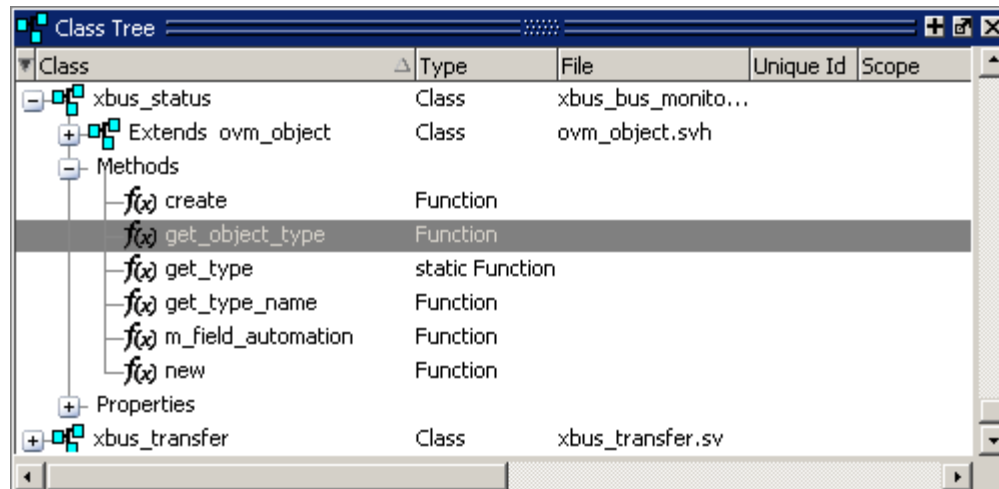 Class Tree
Class Type File Unique Id Scope
xbus_status Class xbus_bus_monito...
Extends ovm_object Class ovm_object.svh
Methods
f(x) create Function
f(x) get_object_type Function
f(x) get_type static Function
f(x) get_type_name Function
f(x) m_field_automation Function
f(x) new Function
Properties
xbus_transfer Class xbus_transfer.sv